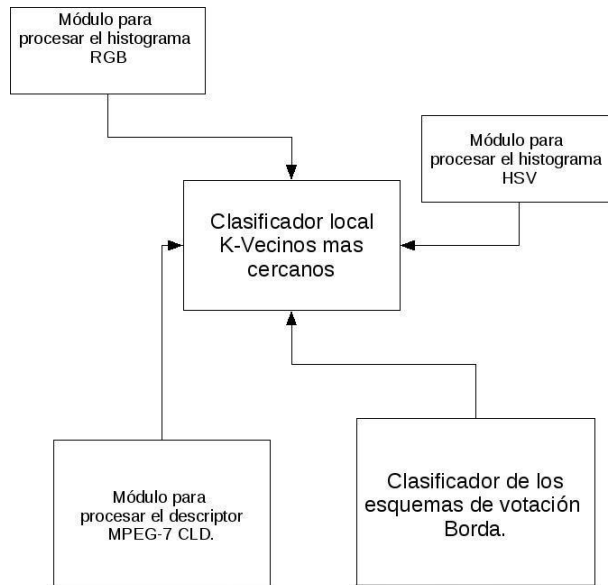 Módulo para
procesar el histograma
RGB
Módulo para
procesar el histograma
HSV
Clasificador local
K-Vecinos mas
cercanos
Módulo para
procesar el descriptor
MPEG-7 CLD.
Clasificador de los
esquemas de votación
Borda.